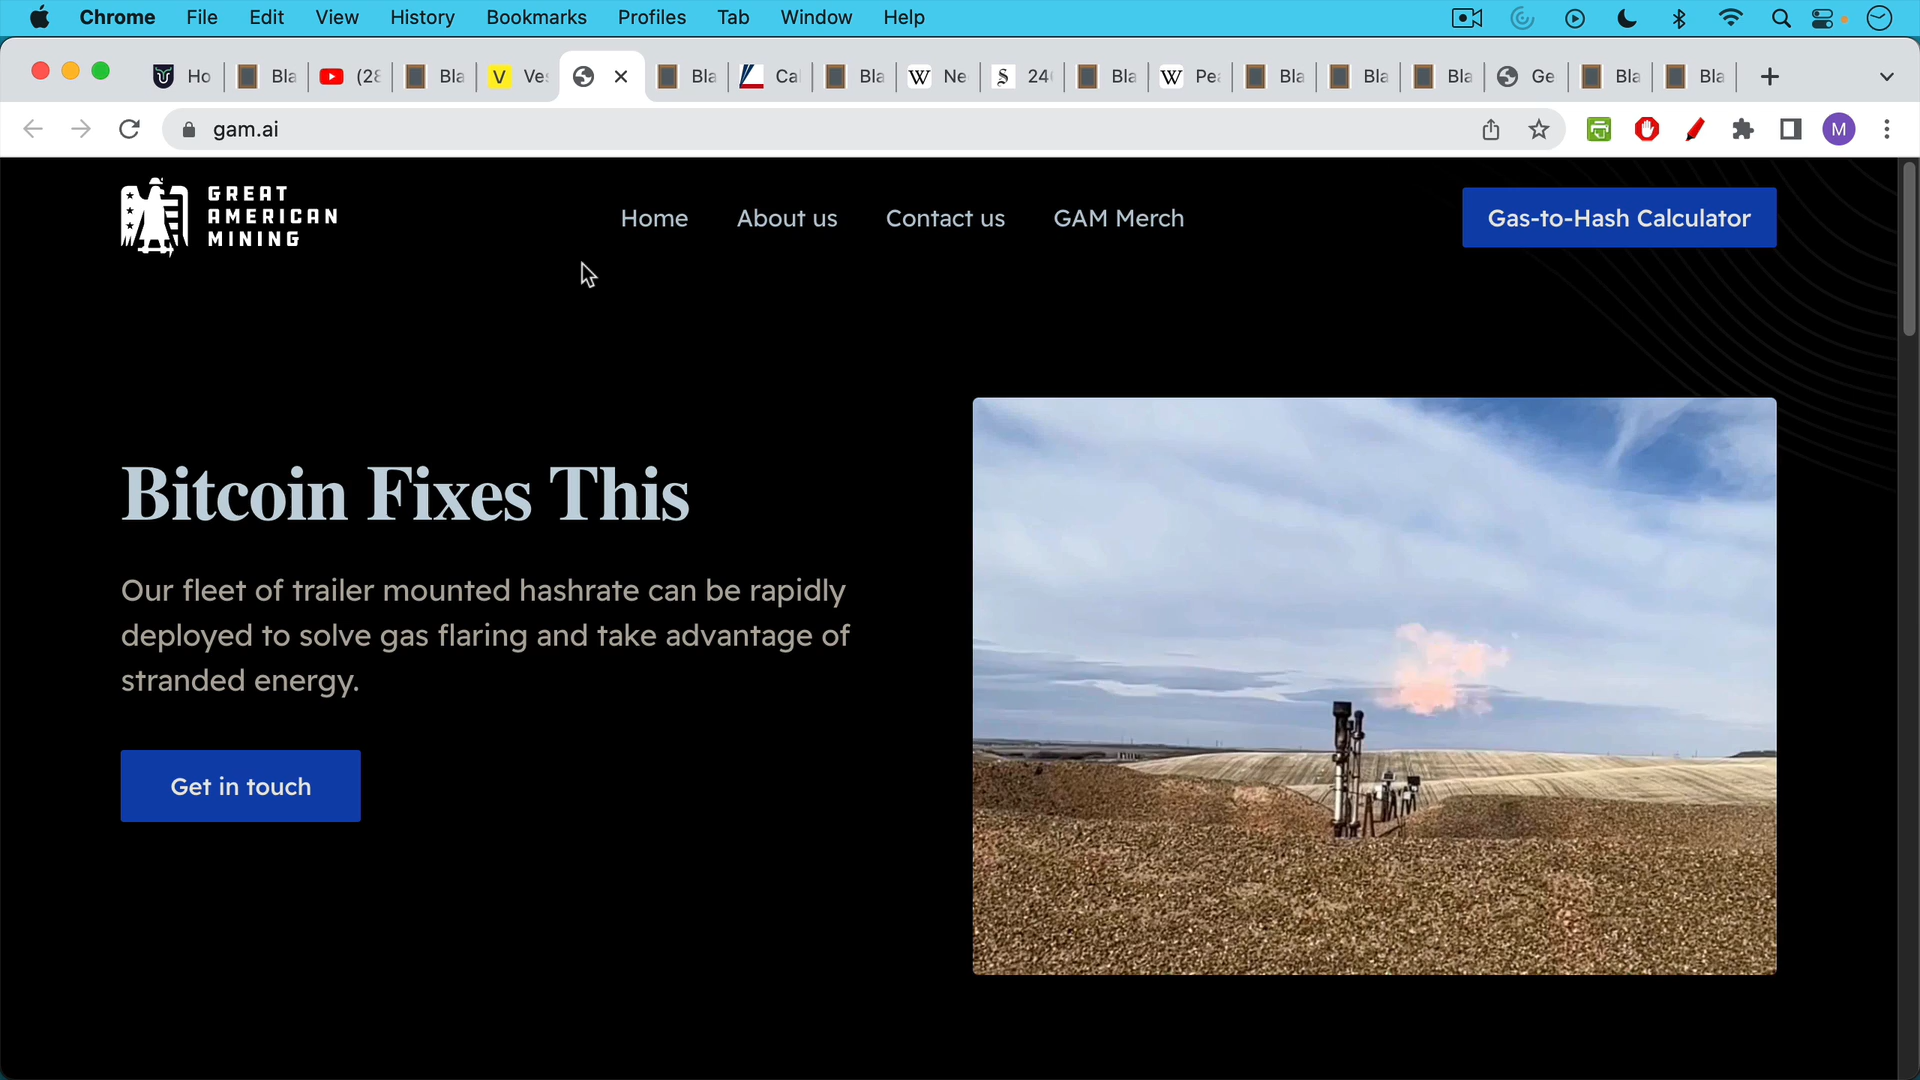 Chrome File Edit View History Bookmarks Profiles Tab Window Help
Ho Bla (28 Bla V Ve Bla Ca Bla W Ne 24 Bla W Pe Bla Bla Bla Ge Bla Bla
gam.ai M
GREAT
AMERICAN
MINING
Home About us Contact us GAM Merch Gas-to-Hash Calculator
Bitcoin Fixes This
Our fleet of trailer mounted hashrate can be rapidly
deployed to solve gas flaring and take advantage of
stranded energy.
Get in touch